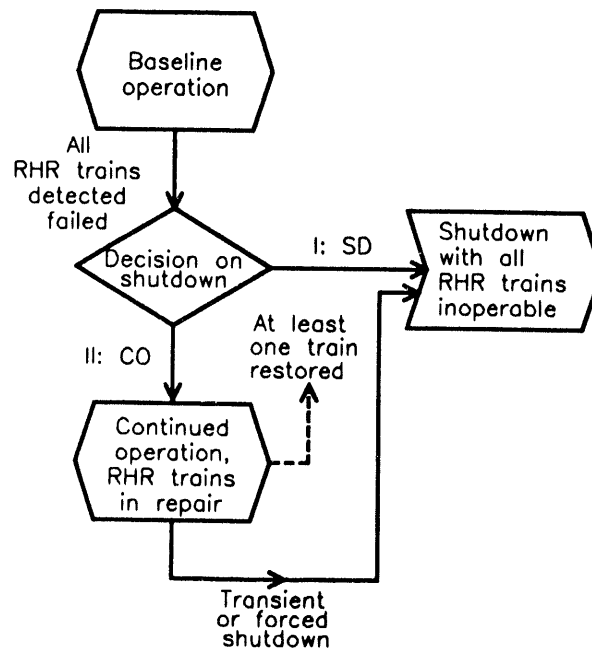 Baseline
operation
All
RHR trains
detected
failed
Decision on
shutdown
I: SD
Shutdown
with all
RHR trains
inoperable
II: CO
At least
one train
restored
Continued
operation,
RHR trains
in repair
Transient
or forced
shutdown